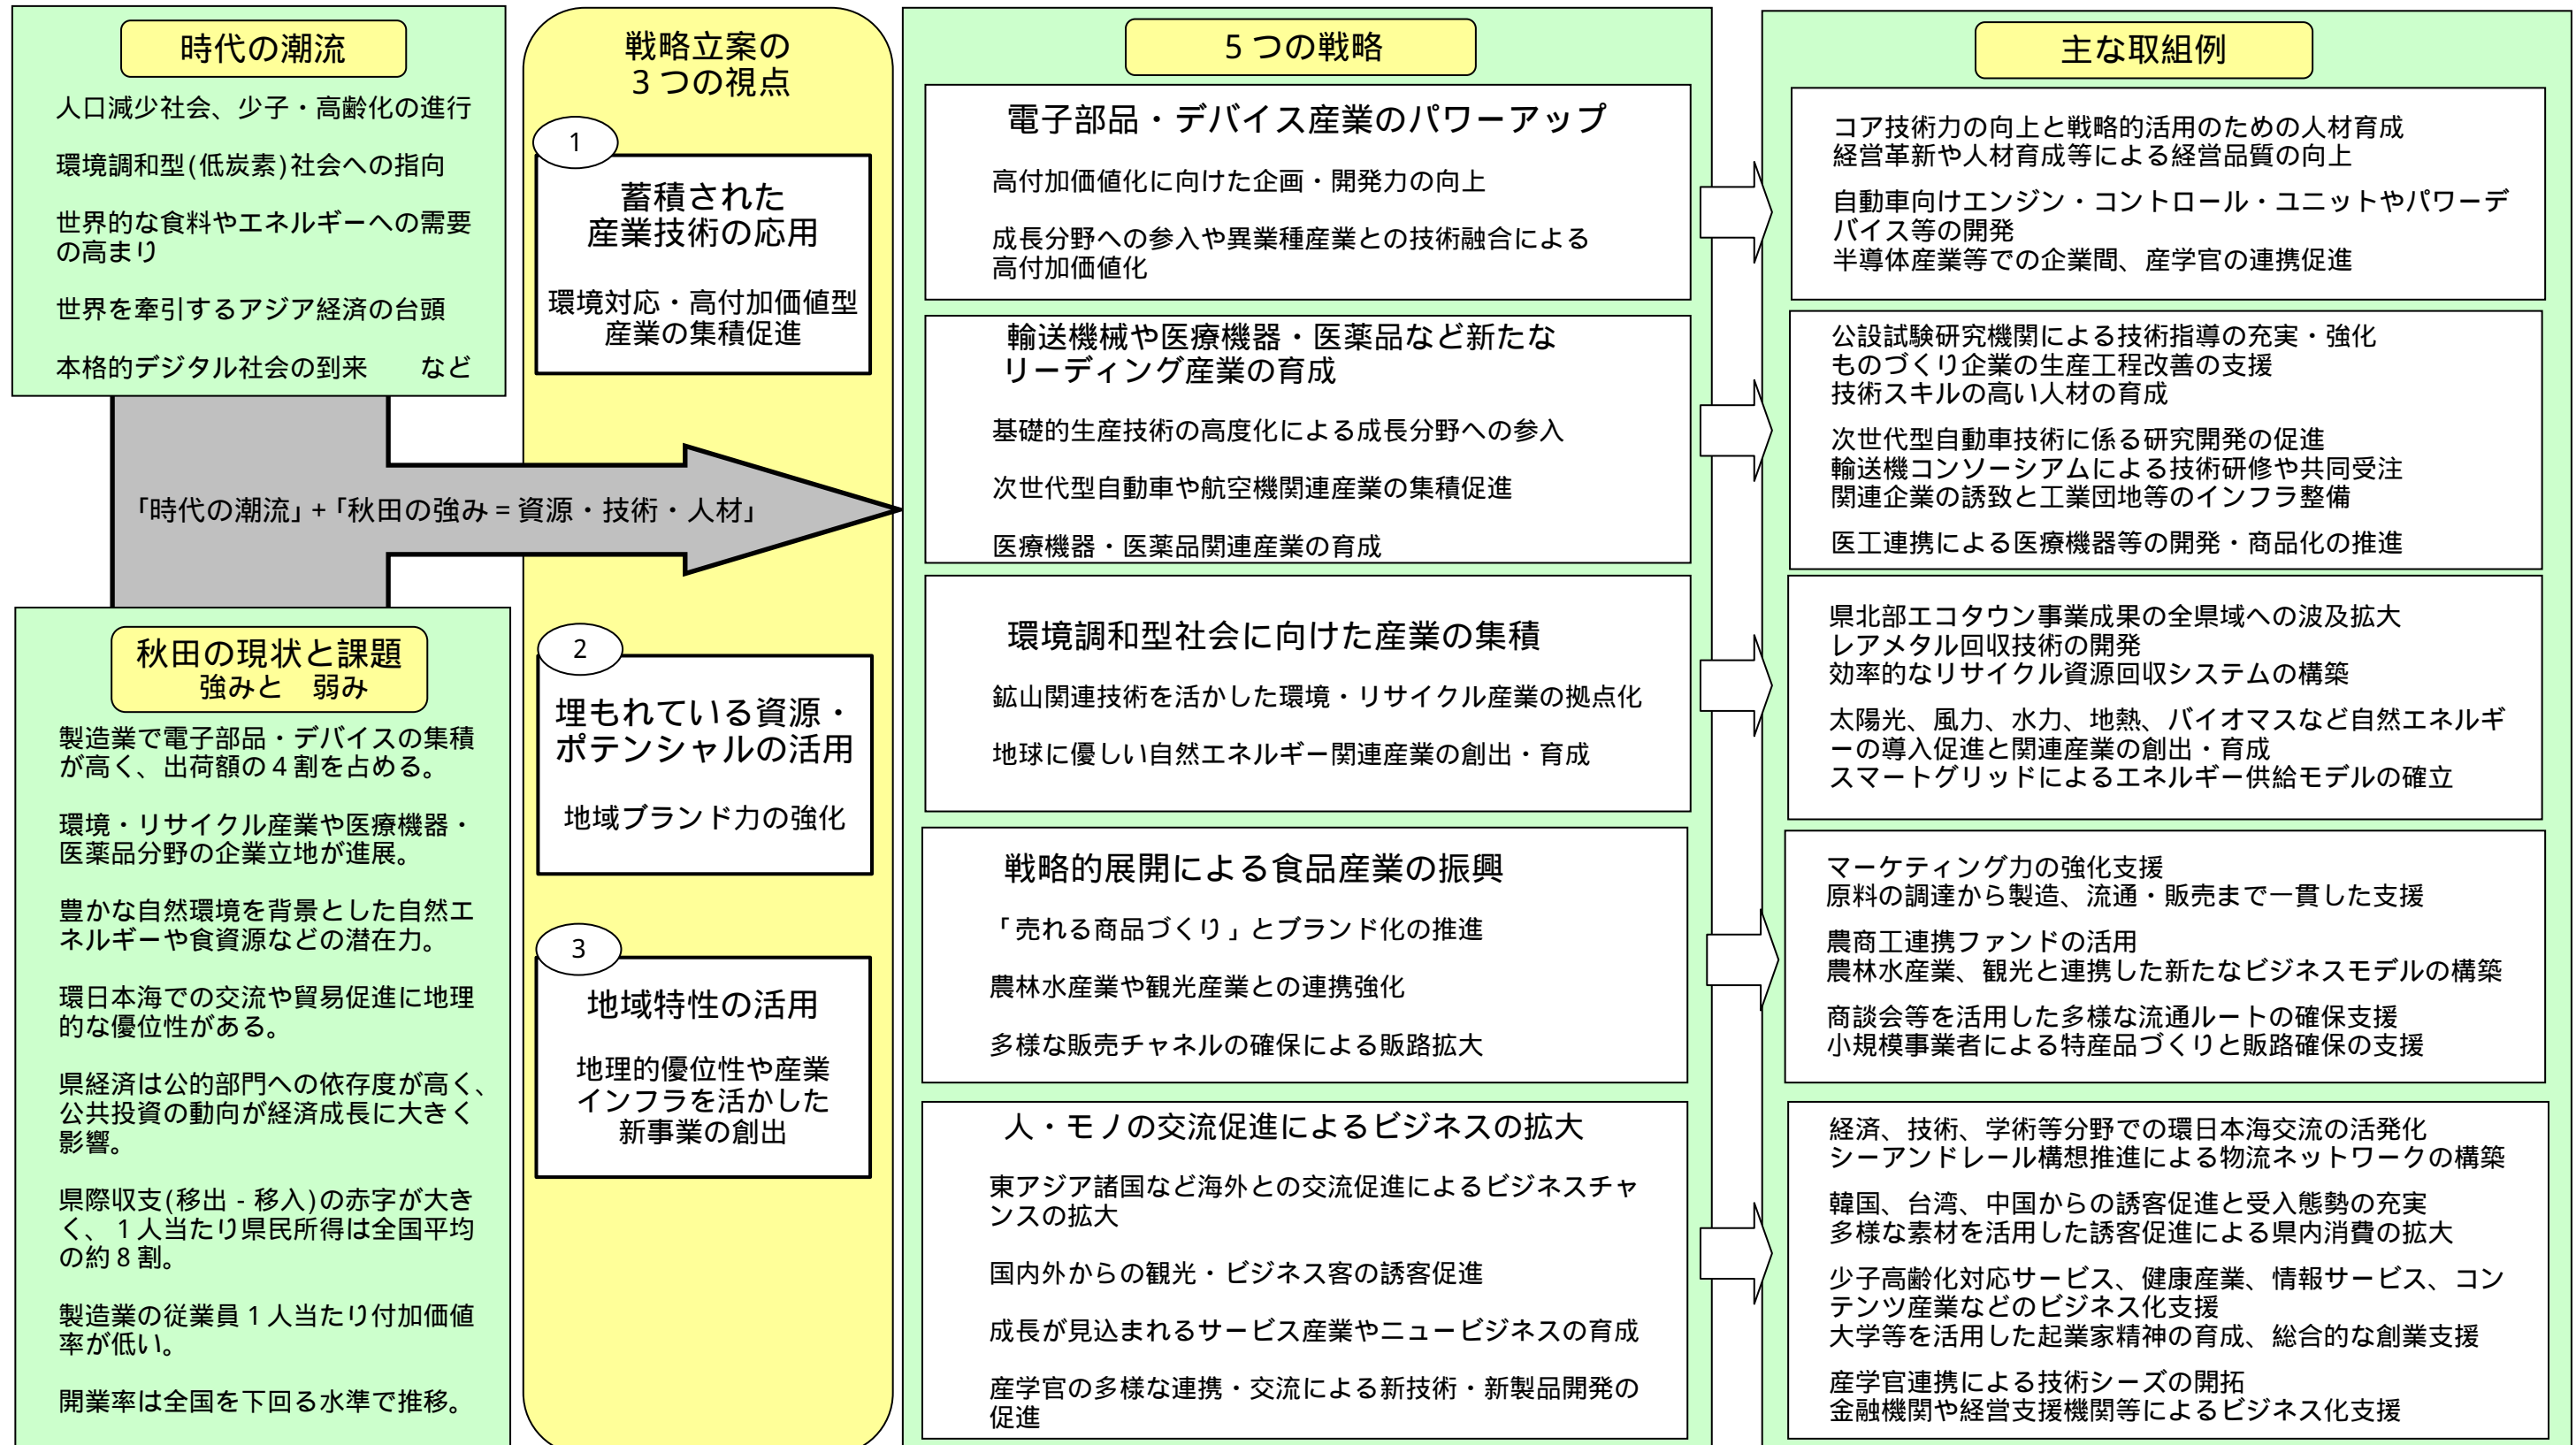 時代の潮流
人口減少社会、少子・高齢化の進行
環境調和型(低炭素)社会への指向
世界的な食料やエネルギーへの需要
の高まり
世界を牽引するアジア経済の台頭
本格的デジタル社会の到来　　など
「時代の潮流」+「秋田の強み=資源・技術・人材」
秋田の現状と課題
強みと　弱み
製造業で電子部品・デバイスの集積
が高く、出荷額の4割を占める。
環境・リサイクル産業や医療機器・
医薬品分野の企業立地が進展。
豊かな自然環境を背景とした自然エ
ネルギーや食資源などの潜在力。
環日本海での交流や貿易促進に地理
的な優位性がある。
県経済は公的部門への依存度が高く、
公共投資の動向が経済成長に大きく
影響。
県際収支(移出-移入)の赤字が大き
く、1人当たり県民所得は全国平均
の約8割。
製造業の従業員1人当たり付加価値
率が低い。
開業率は全国を下回る水準で推移。
戦略立案の
3つの視点
1
蓄積された
産業技術の応用
環境対応・高付加価値型
産業の集積促進
2
埋もれている資源・
ポテンシャルの活用
地域ブランド力の強化
3
地域特性の活用
地理的優位性や産業
インフラを活かした
新事業の創出
5つの戦略
電子部品・デバイス産業のパワーアップ
高付加価値化に向けた企画・開発力の向上
成長分野への参入や異業種産業との技術融合による
高付加価値化
輸送機械や医療機器・医薬品など新たな
リーディング産業の育成
基礎的生産技術の高度化による成長分野への参入
次世代型自動車や航空機関連産業の集積促進
医療機器・医薬品関連産業の育成
環境調和型社会に向けた産業の集積
鉱山関連技術を活かした環境・リサイクル産業の拠点化
地球に優しい自然エネルギー関連産業の創出・育成
戦略的展開による食品産業の振興
「売れる商品づくり」とブランド化の推進
農林水産業や観光産業との連携強化
多様な販売チャネルの確保による販路拡大
人・モノの交流促進によるビジネスの拡大
東アジア諸国など海外との交流促進によるビジネスチャ
ンスの拡大
国内外からの観光・ビジネス客の誘客促進
成長が見込まれるサービス産業やニュービジネスの育成
産学官の多様な連携・交流による新技術・新製品開発の
促進
主な取組例
コア技術力の向上と戦略的活用のための人材育成
経営革新や人材育成等による経営品質の向上
自動車向けエンジン・コントロール・ユニットやパワーデ
バイス等の開発
半導体産業等での企業間、産学官の連携促進
公設試験研究機関による技術指導の充実・強化
ものづくり企業の生産工程改善の支援
技術スキルの高い人材の育成
次世代型自動車技術に係る研究開発の促進
輸送機コンソーシアムによる技術研修や共同受注
関連企業の誘致と工業団地等のインフラ整備
医工連携による医療機器等の開発・商品化の推進
県北部エコタウン事業成果の全県域への波及拡大
レアメタル回収技術の開発
効率的なリサイクル資源回収システムの構築
太陽光、風力、水力、地熱、バイオマスなど自然エネルギ
ーの導入促進と関連産業の創出・育成
スマートグリッドによるエネルギー供給モデルの確立
マーケティング力の強化支援
原料の調達から製造、流通・販売まで一貫した支援
農商工連携ファンドの活用
農林水産業、観光と連携した新たなビジネスモデルの構築
商談会等を活用した多様な流通ルートの確保支援
小規模事業者による特産品づくりと販路確保の支援
経済、技術、学術等分野での環日本海交流の活発化
シーアンドレール構想推進による物流ネットワークの構築
韓国、台湾、中国からの誘客促進と受入態勢の充実
多様な素材を活用した誘客促進による県内消費の拡大
少子高齢化対応サービス、健康産業、情報サービス、コン
テンツ産業などのビジネス化支援
大学等を活用した起業家精神の育成、総合的な創業支援
産学官連携による技術シーズの開拓
金融機関や経営支援機関等によるビジネス化支援